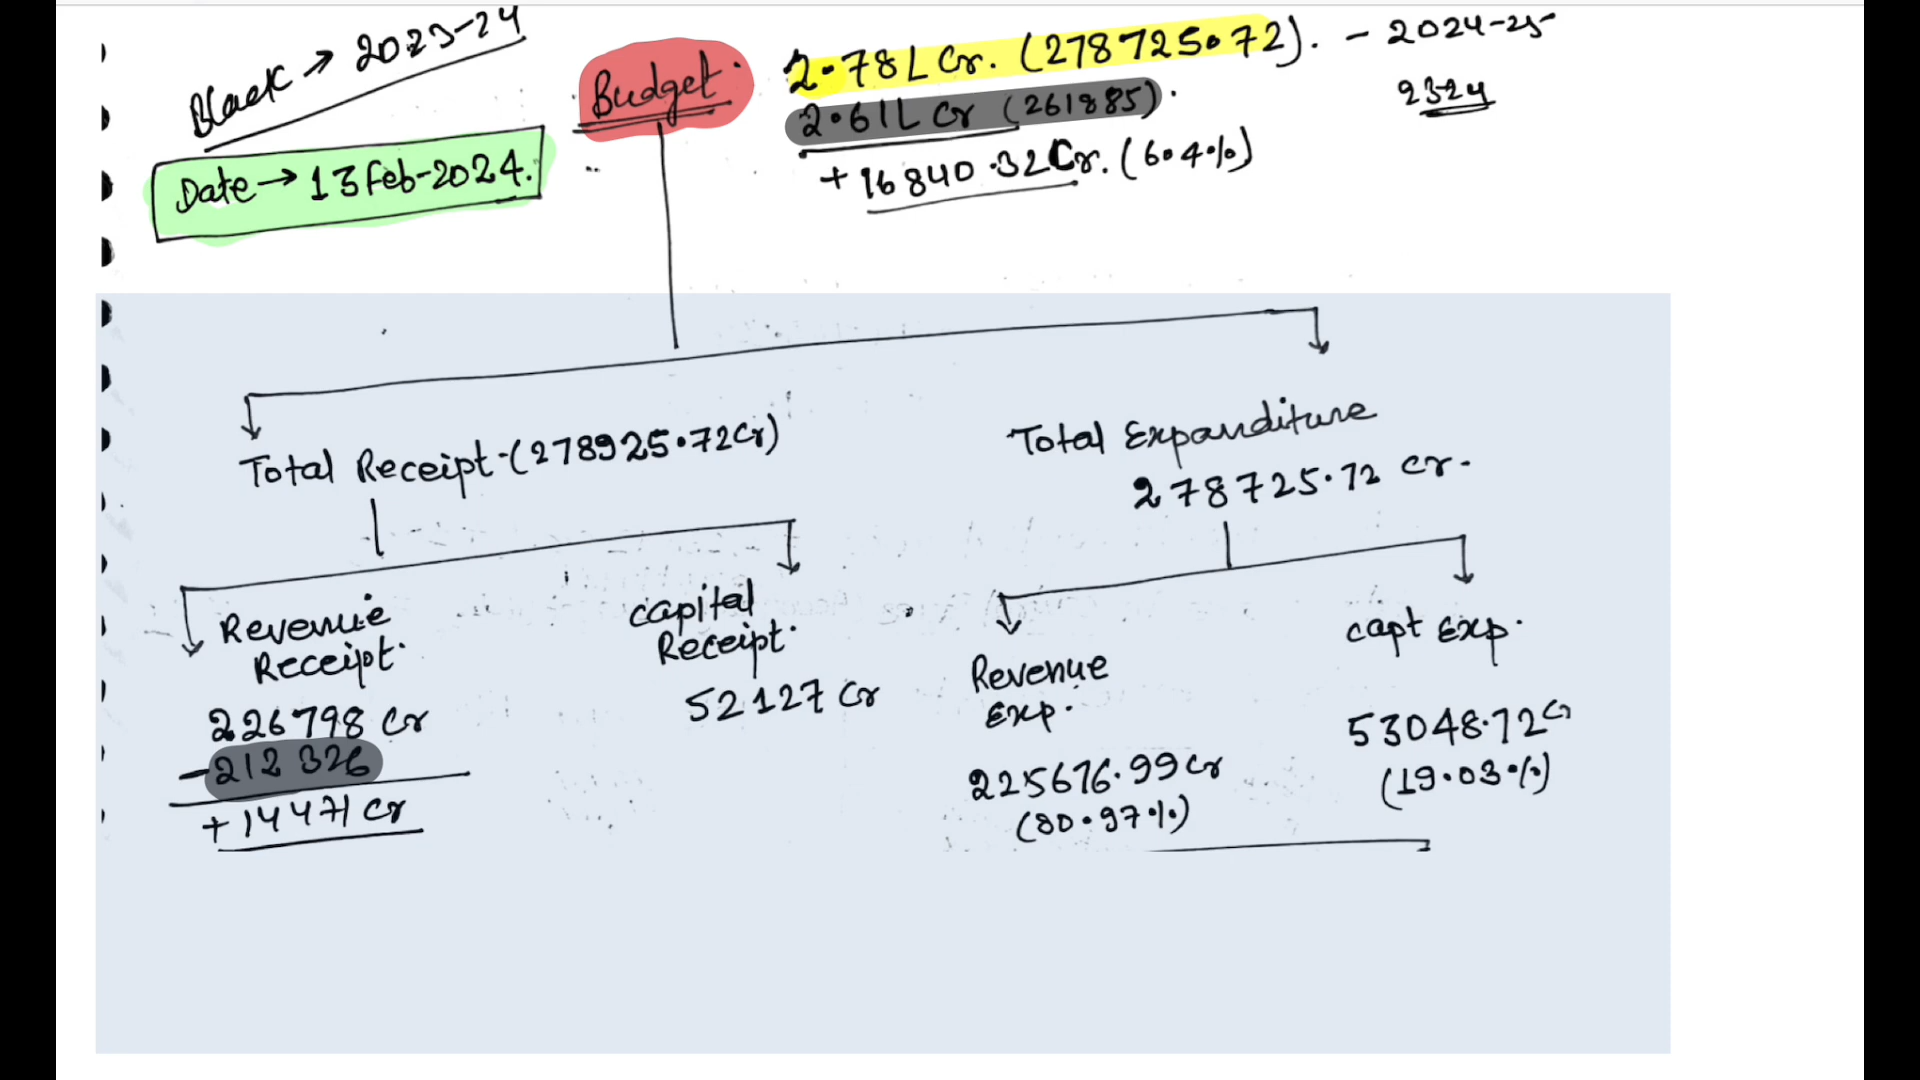 Black → 2023-24
Budget.
2.78 L Cr. (278725.72). - 2024-25
2.61 L Cr (261885).
2324
+ 16840.32 Cr. (6.4%)
Date → 13 Feb-2024.
Total Receipt-(278925.72Cr)
Total Expanditure
278725.72 cr.
Revenue
Receipt.
226798 Cr
-212326
+14471 Cr
capital
Receipt.
52127 Cr
Revenue
Exp.
225676.99 Cr
(80.97%)
capt Exp.
53048.72 Cr
(19.03%)